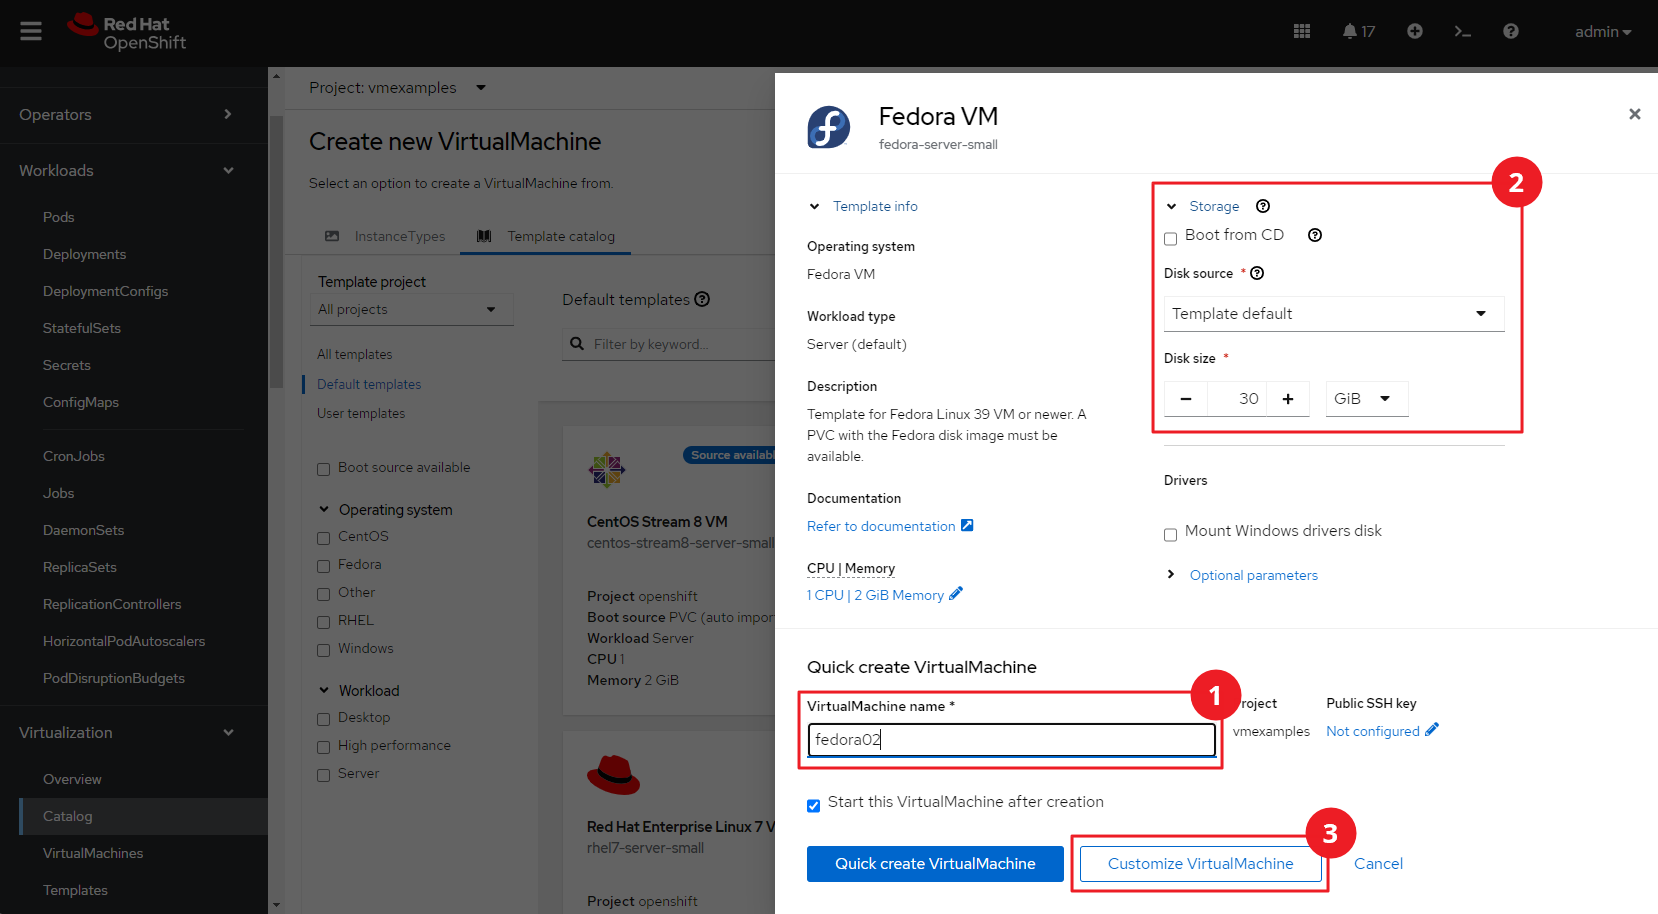 Red Hat
OpenShift
17
admin
Operators
Workloads
Pods
Deployments
DeploymentConfigs
StatefulSets
Secrets
ConfigMaps
CronJobs
Jobs
DaemonSets
ReplicaSets
ReplicationControllers
HorizontalPodAutoscalers
PodDisruptionBudgets
Virtualization
Overview
Catalog
VirtualMachines
Templates
Project: vmexamples
Create new VirtualMachine
Select an option to create a VirtualMachine from.
InstanceTypes
Template catalog
Template project
All projects
All templates
Default templates
User templates
Boot source available
Operating system
CentOS
Fedora
Other
RHEL
Windows
Workload
Desktop
High performance
Server
Default templates
Filter by keyword...
Source availabl
CentOS Stream 8 VM
centos-stream8-server-small
Project openshift
Boot source PVC (auto impor
Workload Server
CPU 1
Memory 2 GiB
Red Hat Enterprise Linux 7 V
rhel7-server-small
Project openshift
Fedora VM
fedora-server-small
Template info
Operating system
Fedora VM
Workload type
Server (default)
Description
Template for Fedora Linux 39 VM or newer. A
PVC with the Fedora disk image must be
available.
Documentation
Refer to documentation
CPU | Memory
1 CPU | 2 GiB Memory
2
Storage
Boot from CD
Disk source *
Template default
Disk size *
30
GiB
Drivers
Mount Windows drivers disk
Optional parameters
Quick create VirtualMachine
1
VirtualMachine name *
fedora02
roject
vmexamples
Public SSH key
Not configured
Start this VirtualMachine after creation
3
Quick create VirtualMachine
Customize VirtualMachine
Cancel